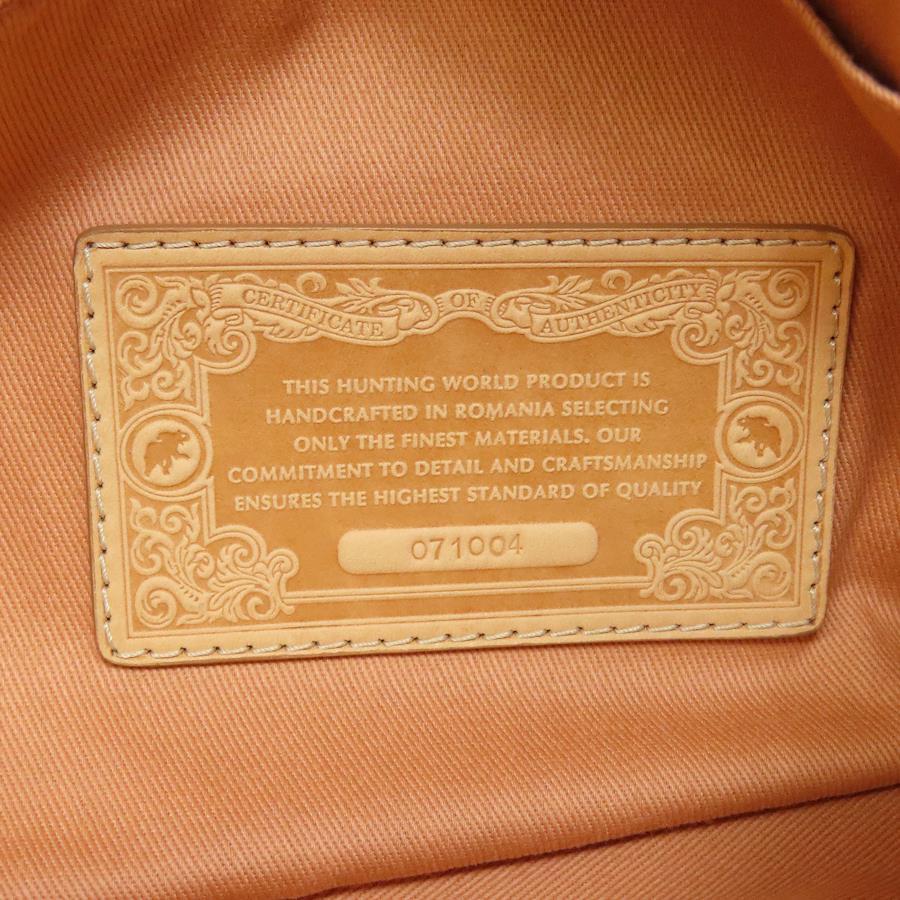 CERTIFICATE OF AUTHENTICITY
THIS HUNTING WORLD PRODUCT IS
HANDCRAFTED IN ROMANIA SELECTING
ONLY THE FINEST MATERIALS. OUR
COMMITMENT TO DETAIL AND CRAFTSMANSHIP
ENSURES THE HIGHEST STANDARD OF QUALITY
071004